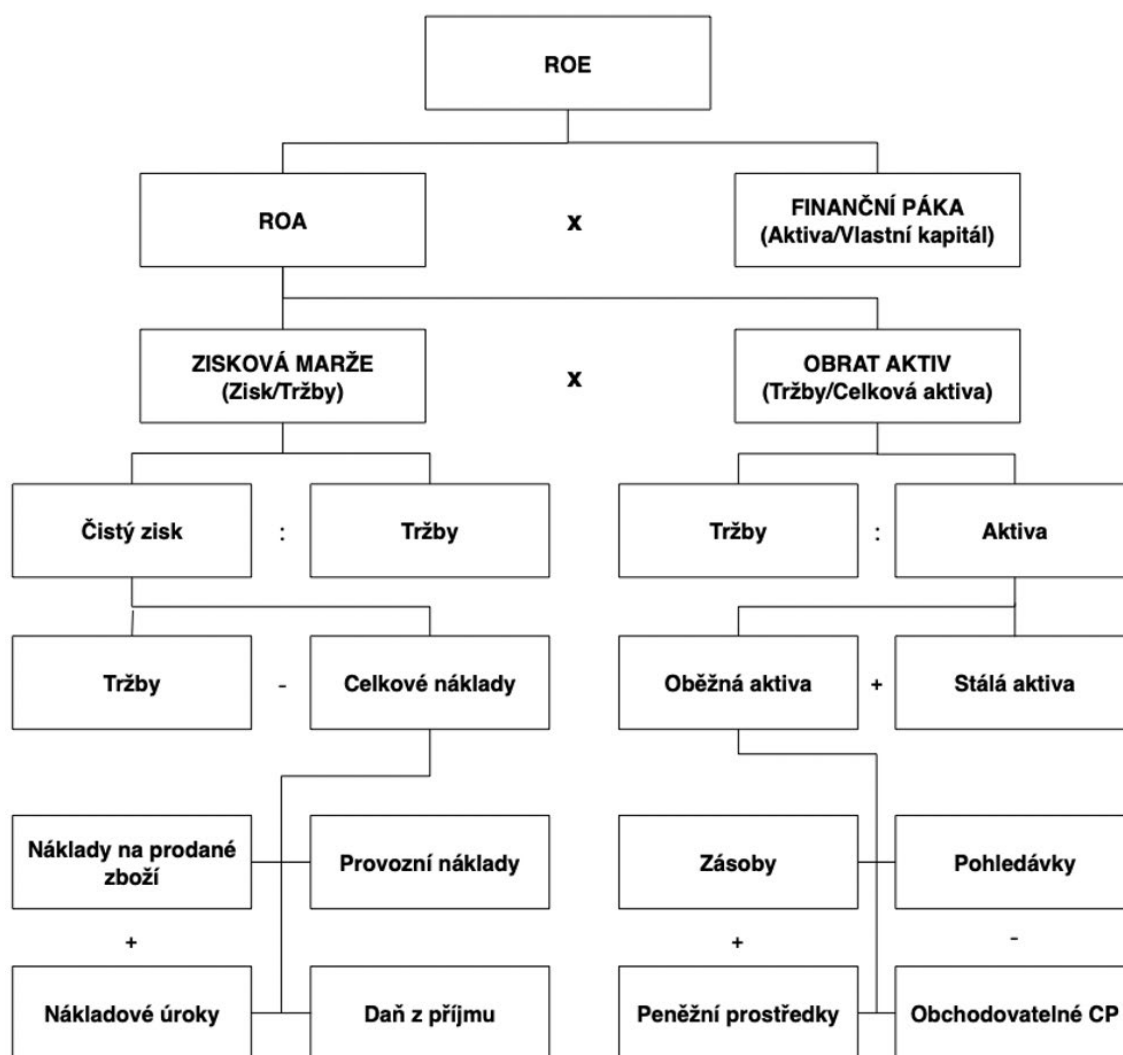 ROE
ROA
x
FINANČNÍ PÁKA
(Aktiva/Vlastní kapitál)
ZISKOVÁ MARŽE
(Zisk/Tržby)
x
OBRAT AKTIV
(Tržby/Celková aktiva)
Čistý zisk
:
Tržby
Tržby
:
Aktiva
Tržby
-
Celkové náklady
Oběžná aktiva
+
Stálá aktiva
Náklady na prodané
zboží
Provozní náklady
Zásoby
Pohledávky
+
+
-
Nákladové úroky
Daň z příjmu
Peněžní prostředky
Obchodovatelné CP